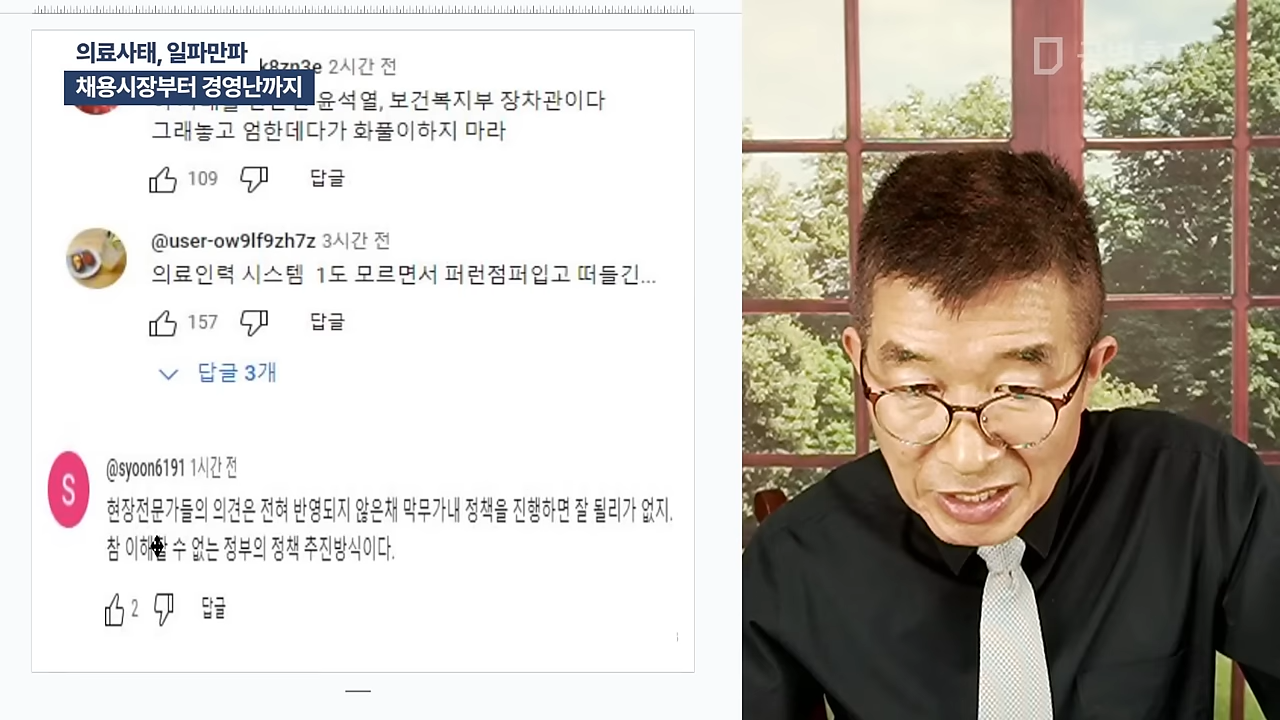 의료사태, 일파만파
채용시장부터 경영난까지
k8zn3e 2시간 전
윤석열, 보건복지부 장차관이다
그래놓고 엄한데다가 화풀이하지 마라
109 답글
@user-ow9lf9zh7z 3시간 전
의료인력 시스템 1도 모르면서 퍼런점퍼입고 떠들긴...
157 답글
답글 3개
S
@syoon6191 1시간 전
현장전문가들의 의견은 전혀 반영되지 않은채 막무가내 정책을 진행하면 잘 될리가 없지.
참 이해할 수 없는 정부의 정책 추진방식이다.
2 답글
공병호TV